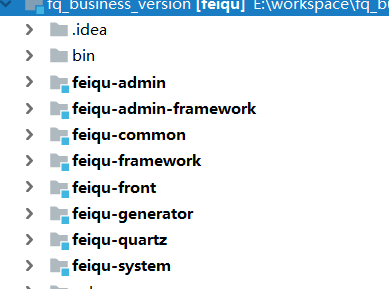 fq_business_version [feiqu] E:\workspace\fq_bu
.idea
bin
feiqu-admin
feiqu-admin-framework
feiqu-common
feiqu-framework
feiqu-front
feiqu-generator
feiqu-quartz
feiqu-system